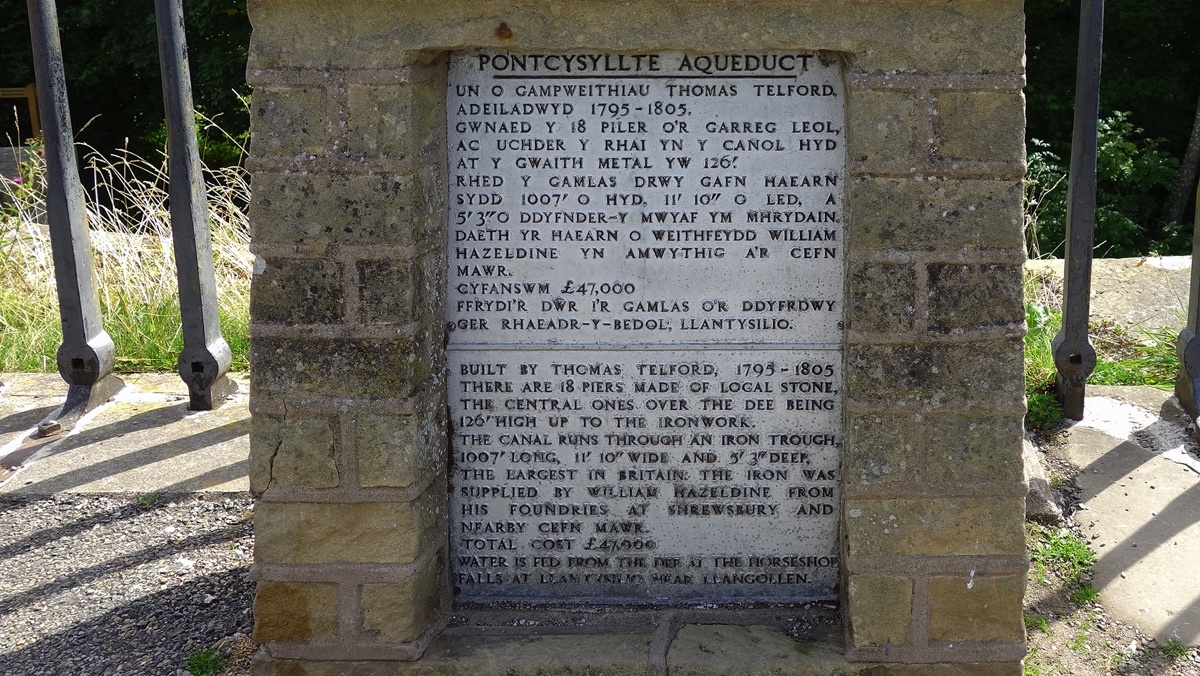 PONTCYSYLLTE AQUEDUCT
UN O GAMPWEITHIAU THOMAS TELFORD.
ADEILADWYD 1795-1805.
GWNAED Y 18 PILER O'R GARREG LEOL,
AC UCHDER Y RHAI YN Y CANOL HYD
AT Y GWAITH METAL YW 126'.
RHED Y GAMLAS DRWY GAFN HAEARN
SYDD 1007' O HYD, 11' 10" O LED, A
5' 3" O DDYFNDER-Y MWYAF YM MHRYDAIN.
DAETH YR HAEARN O WEITHFEYDD WILLIAM
HAZELDINE YN AMWYTHIG A'R CEFN
MAWR.
CYFANSWM £47,000
FFRYDI'R DŴR I'R GAMLAS O'R DDYFRDWY
GER RHAEADR-Y-BEDOL, LLANTYSILIO.
BUILT BY THOMAS TELFORD, 1795-1805
THERE ARE 18 PIERS MADE OF LOCAL STONE,
THE CENTRAL ONES OVER THE DEE BEING
126' HIGH UP TO THE IRONWORK.
THE CANAL RUNS THROUGH AN IRON TROUGH,
1007' LONG, 11' 10" WIDE AND 5' 3" DEEP,
THE LARGEST IN BRITAIN. THE IRON WAS
SUPPLIED BY WILLIAM HAZELDINE FROM
HIS FOUNDRIES AT SHREWSBURY AND
NEARBY CEFN MAWR.
TOTAL COST £47,000
WATER IS FED FROM THE DEE AT THE HORSESHOE
FALLS AT LLANTYSILIO NEAR LLANGOLLEN.